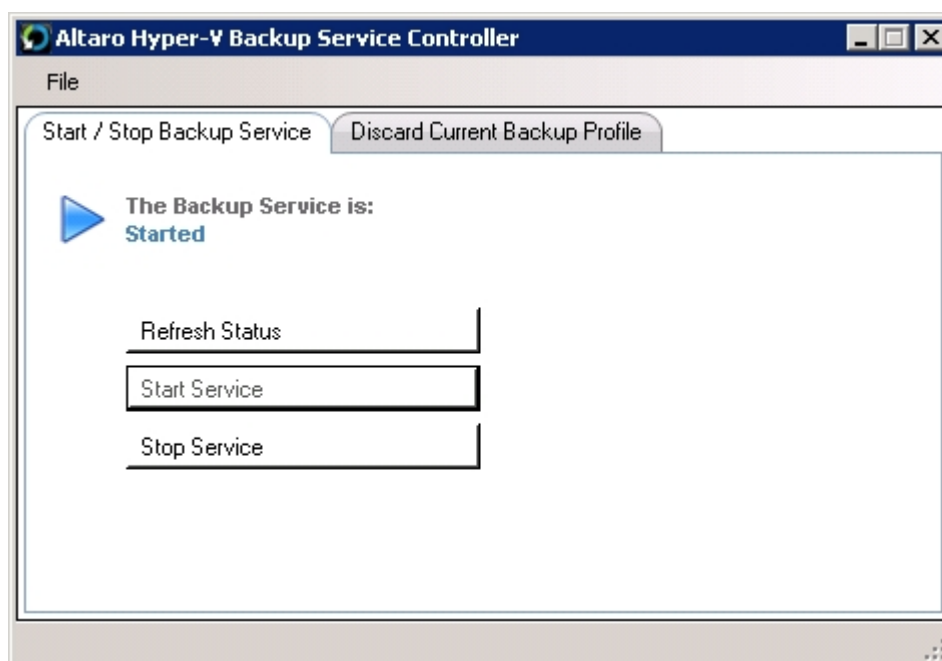 Altaro Hyper-V Backup Service Controller
File
Start / Stop Backup Service
Discard Current Backup Profile
The Backup Service is:
Started
Refresh Status
Start Service
Stop Service